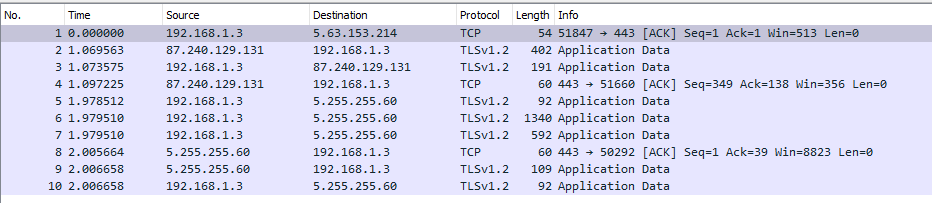 No. Time Source Destination Protocol Length Info
1 0.000000 192.168.1.3 5.63.153.214 TCP 54 51847 → 443 [ACK] Seq=1 Ack=1 Win=513 Len=0
2 1.069563 87.240.129.131 192.168.1.3 TLSv1.2 402 Application Data
3 1.073575 192.168.1.3 87.240.129.131 TLSv1.2 191 Application Data
4 1.097225 87.240.129.131 192.168.1.3 TCP 60 443 → 51660 [ACK] Seq=349 Ack=138 Win=356 Len=0
5 1.978512 192.168.1.3 5.255.255.60 TLSv1.2 92 Application Data
6 1.979510 192.168.1.3 5.255.255.60 TLSv1.2 1340 Application Data
7 1.979510 192.168.1.3 5.255.255.60 TLSv1.2 592 Application Data
8 2.005664 5.255.255.60 192.168.1.3 TCP 60 443 → 50292 [ACK] Seq=1 Ack=39 Win=8823 Len=0
9 2.006658 5.255.255.60 192.168.1.3 TLSv1.2 109 Application Data
10 2.006658 192.168.1.3 5.255.255.60 TLSv1.2 92 Application Data